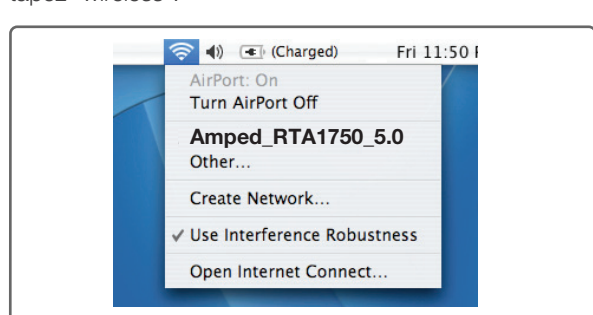 (Charged) Fri 11:50
AirPort: On
Turn AirPort Off
Amped_RTA1750_5.0
Other...
Create Network...
✓ Use Interference Robustness
Open Internet Connect...